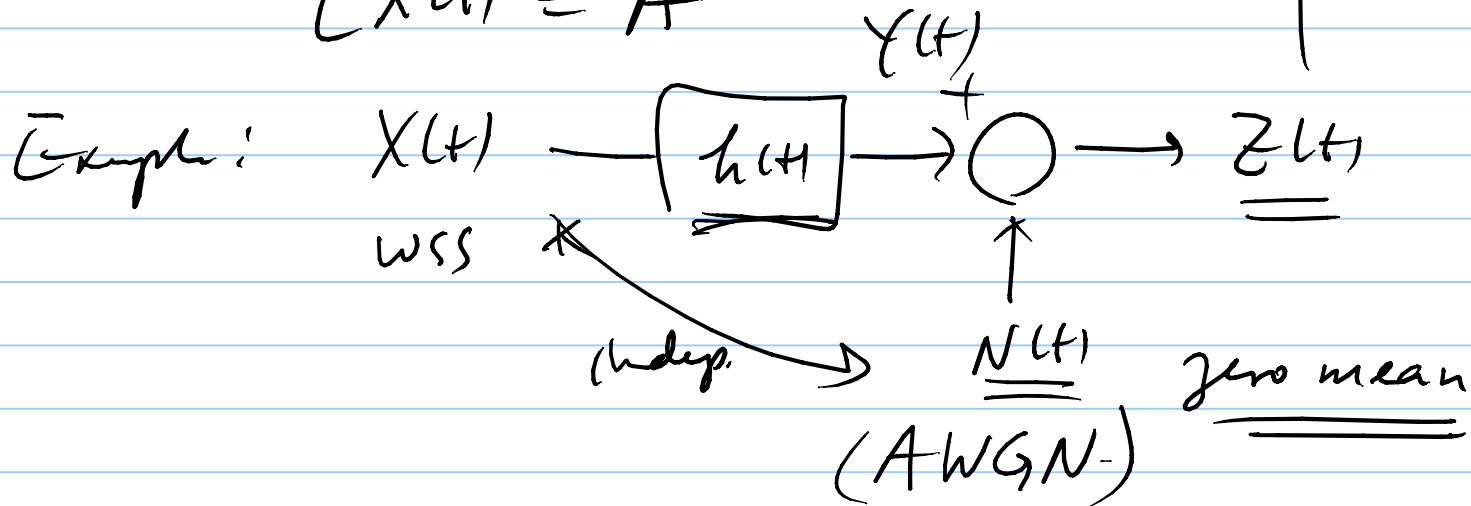 Y(t)
Example: X(t) h(t) + Z(t)
WSS
indep. N(t) zero mean
(AWGN)